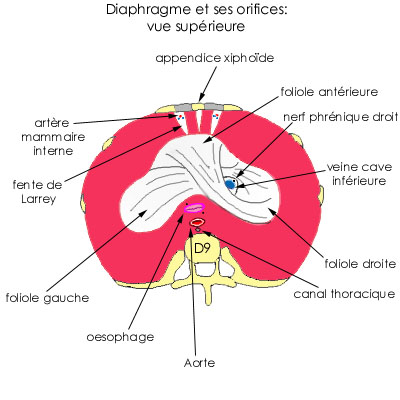 Diaphragme et ses orifices:
vue supérieure
appendice xiphoïde
foliole antérieure
nerf phrénique droit
artère
mammaire
interne
veine cave
inférieure
fente de
Larrey
D9
foliole droite
foliole gauche
canal thoracique
oesophage
Aorte